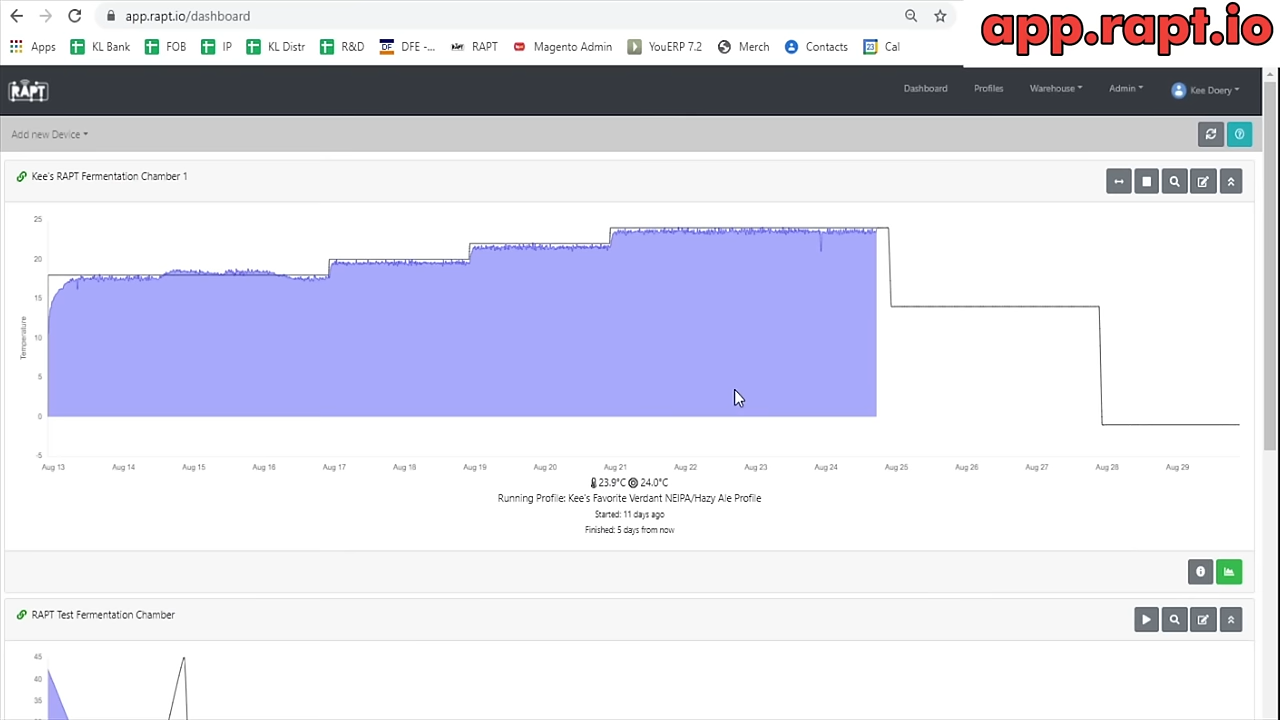 app.rapt.io/dashboard
app.rapt.io
Apps KL Bank FOB IP KL Distr R&D DFE -... RAPT Magento Admin YouERP 7.2 Merch Contacts Cal
RAPT
Dashboard Profiles Warehouse Admin Kee Doery
Add new Device
Kee's RAPT Fermentation Chamber 1
25
20
15
10
5
0
-5
Temperature
Aug 13 Aug 14 Aug 15 Aug 16 Aug 17 Aug 18 Aug 19 Aug 20 Aug 21 Aug 22 Aug 23 Aug 24 Aug 25 Aug 26 Aug 27 Aug 28 Aug 29
23.9°C 24.0°C
Running Profile: Kee's Favorite Verdant NEIPA/Hazy Ale Profile
Started: 11 days ago
Finished: 5 days from now
RAPT Test Fermentation Chamber
45
40
35